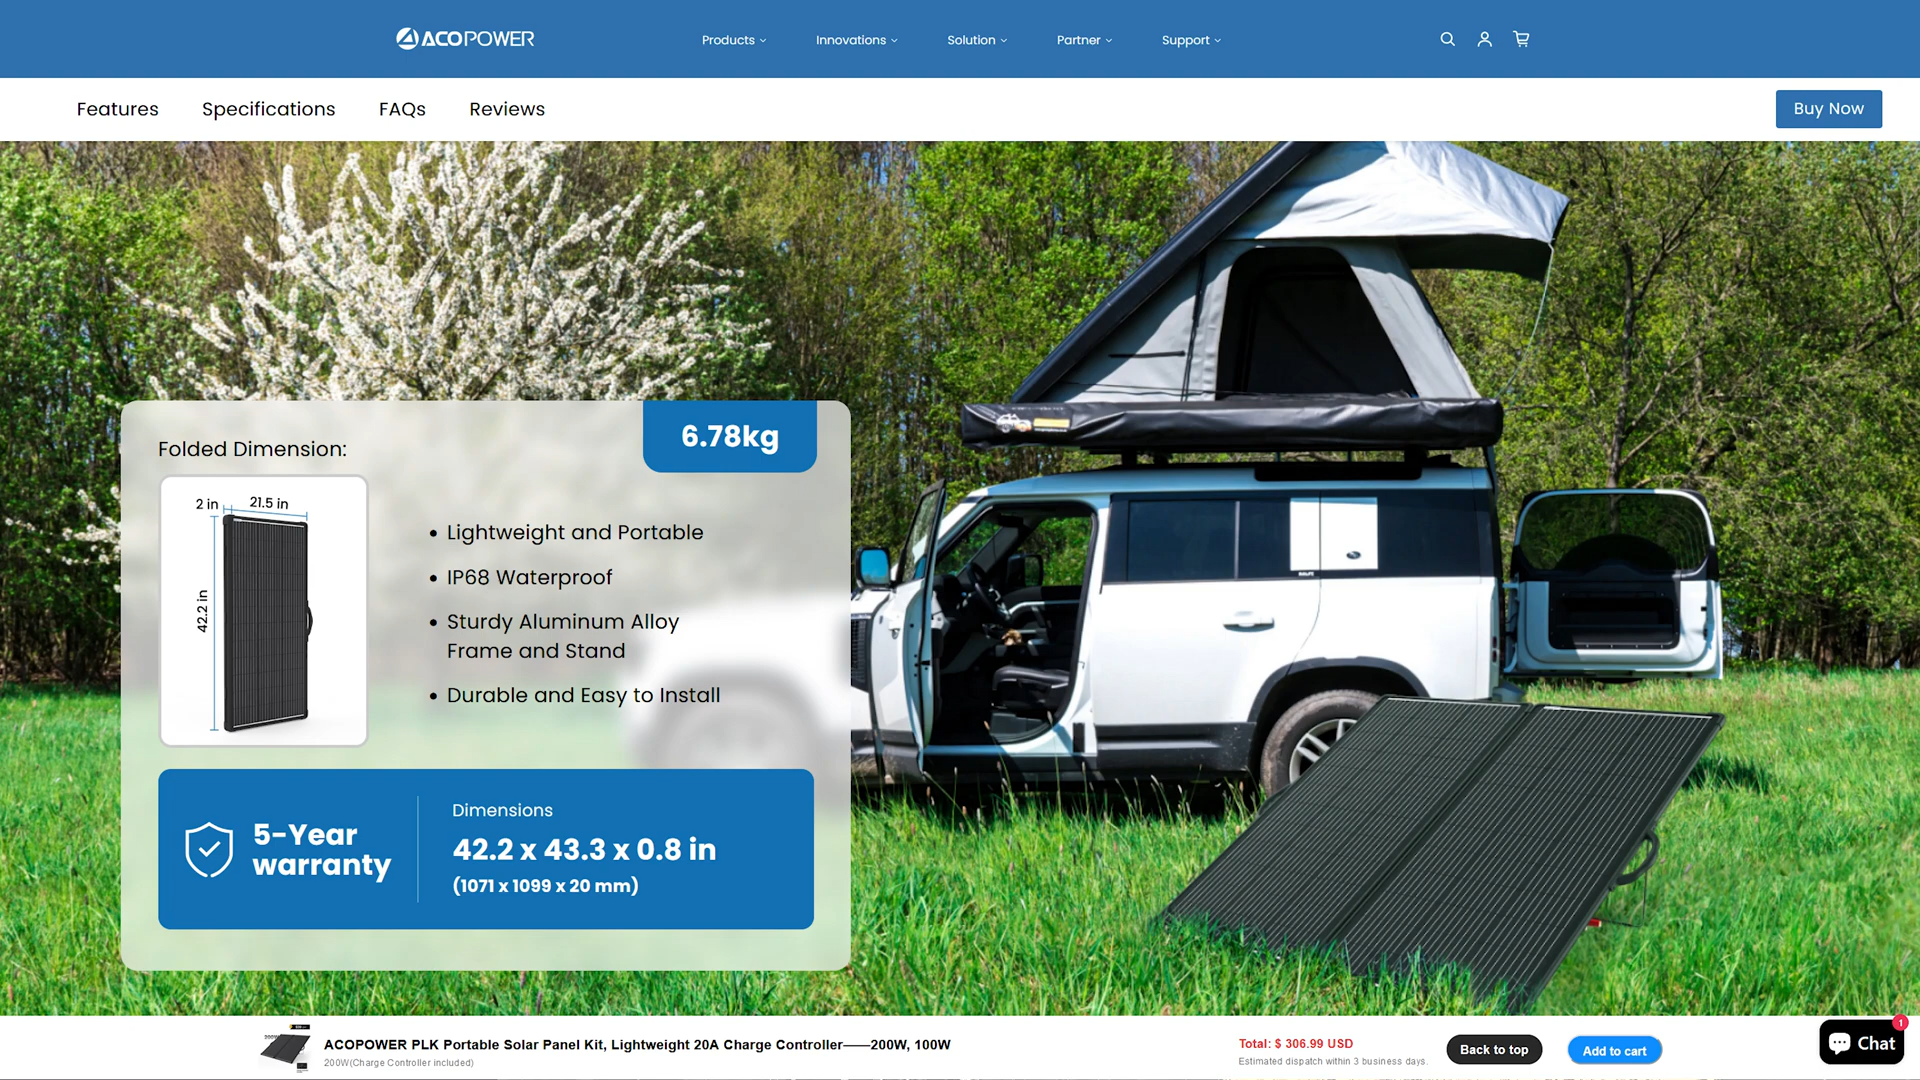 ACOPOWER
Products
Innovations
Solution
Partner
Support
Features
Specifications
FAQs
Reviews
Buy Now
6.78kg
Folded Dimension:
2 in
21.5 in
42.2 in
• Lightweight and Portable
• IP68 Waterproof
• Sturdy Aluminum Alloy
Frame and Stand
• Durable and Easy to Install
5-Year
warranty
Dimensions
42.2 x 43.3 x 0.8 in
(1071 x 1099 x 20 mm)
ACOPOWER PLK Portable Solar Panel Kit, Lightweight 20A Charge Controller——200W, 100W
200W(Charge Controller included)
Total: $ 306.99 USD
Estimated dispatch within 3 business days.
Back to top
Add to cart
Chat
1